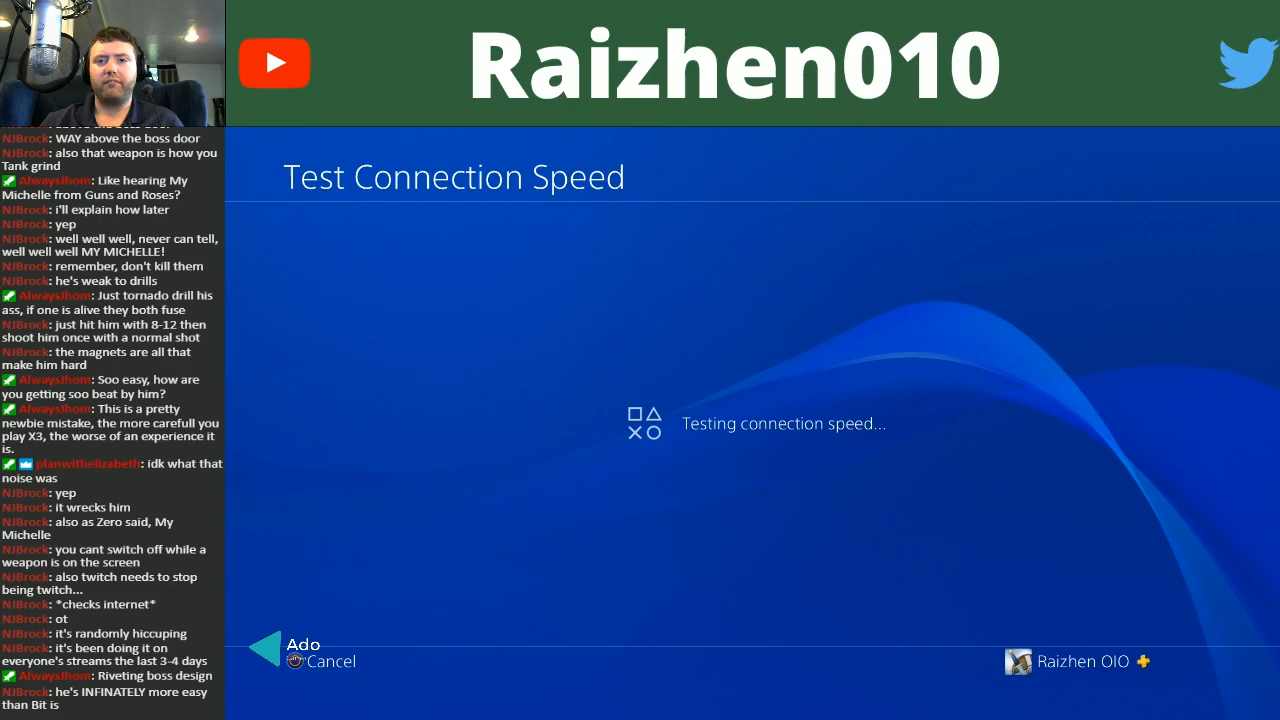 Raizhen010
NJBrock: WAY above the boss door
NJBrock: also that weapon is how you
Tank grind
AlwaysJhom: Like hearing My
Michelle from Guns and Roses?
NJBrock: i'll explain how later
NJBrock: yep
NJBrock: well well well, never can tell,
well well well MY MICHELLE!
NJBrock: remember, don't kill them
NJBrock: he's weak to drills
AlwaysJhom: Just tornado drill his
ass, if one is alive they both fuse
NJBrock: just hit him with 8-12 then
shoot him once with a normal shot
NJBrock: the magnets are all that
make him hard
AlwaysJhom: Soo easy, how are
you getting soo beat by him?
AlwaysJhom: This is a pretty
newbie mistake, the more carefull you
play X3, the worse of an experience it
is.
planwithelizabeth: idk what that
noise was
NJBrock: yep
NJBrock: it wrecks him
NJBrock: also as Zero said, My
Michelle
NJBrock: you cant switch off while a
weapon is on the screen
NJBrock: also twitch needs to stop
being twitch...
NJBrock: *checks internet*
NJBrock: ot
NJBrock: it's randomly hiccuping
NJBrock: it's been doing it on
everyone's streams the last 3-4 days
AlwaysJhom: Riveting boss design
NJBrock: he's INFINATELY more easy
than Bit is
Test Connection Speed
Testing connection speed...
Ado
Cancel
Raizhen OIO